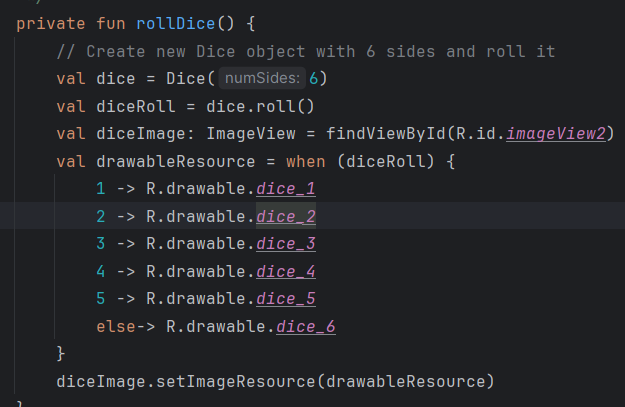 private fun rollDice() {
// Create new Dice object with 6 sides and roll it
val dice = Dice( numSides: 6)
val diceRoll = dice.roll()
val diceImage: ImageView = findViewById(R.id.imageView2)
val drawableResource = when (diceRoll) {
1 -> R.drawable.dice_1
2 -> R.drawable.dice_2
3 -> R.drawable.dice_3
4 -> R.drawable.dice_4
5 -> R.drawable.dice_5
else-> R.drawable.dice_6
}
diceImage.setImageResource(drawableResource)
}